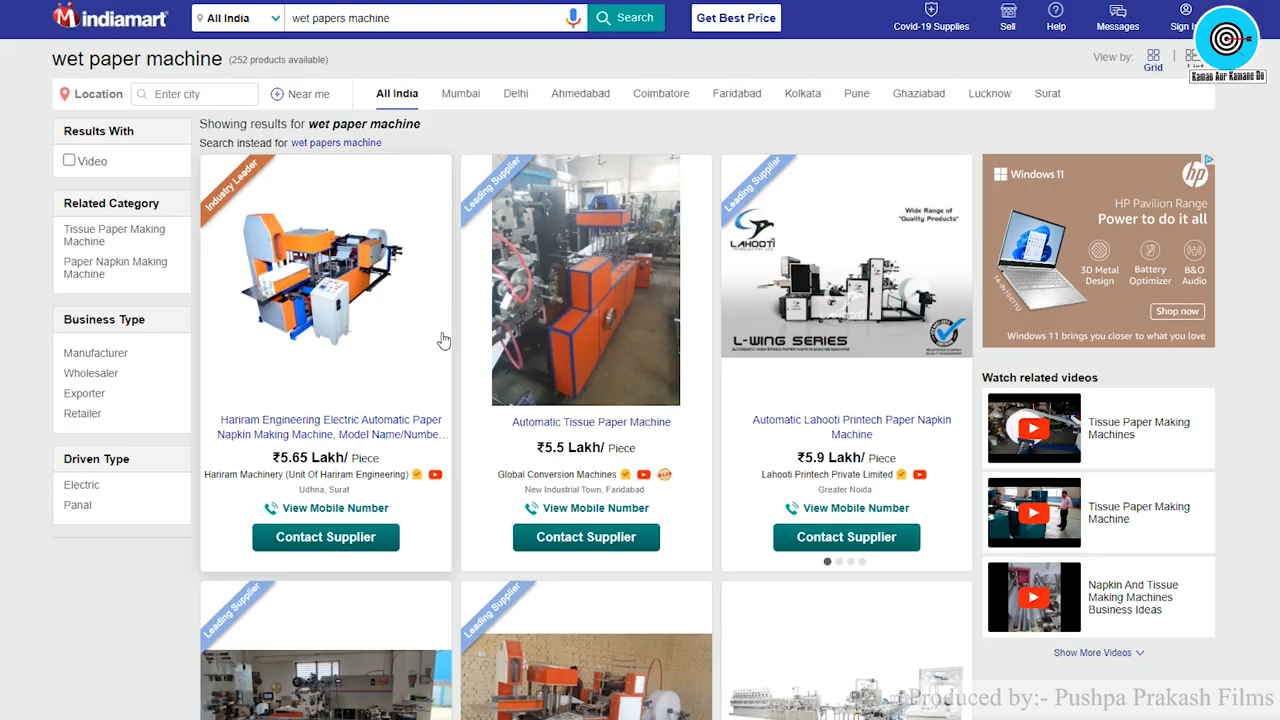 indiamart
All India
wet papers machine
Search
Get Best Price
Covid-19 Supplies
Sell
Help
Messages
Kamao Aur Kamane Do
wet paper machine (252 products available)
View by:
Grid
Location
Enter city
Near me
All India
Mumbai
Delhi
Ahmedabad
Coimbatore
Faridabad
Kolkata
Pune
Ghaziabad
Lucknow
Surat
Results With
Video
Related Category
Tissue Paper Making
Machine
Paper Napkin Making
Machine
Business Type
Manufacturer
Wholesaler
Exporter
Retailer
Driven Type
Electric
Panal
Showing results for wet paper machine
Search instead for wet papers machine
Industry Leader
Hariram Engineering Electric Automatic Paper
Napkin Making Machine, Model Name/Numbe...
₹5.65 Lakh/ Piece
Hariram Machinery (Unit Of Hariram Engineering)
Udhna, Surat
View Mobile Number
Contact Supplier
Leading Supplier
Automatic Tissue Paper Machine
₹5.5 Lakh/ Piece
Global Conversion Machines
New Industrial Town, Faridabad
View Mobile Number
Contact Supplier
Leading Supplier
LAHOOTI
Wide Range of
"Quality Products"
L-WING SERIES
AUTOMATIC HIGH SPEED PAPER NAPKIN MAKING MACHINE
Automatic Lahooti Printech Paper Napkin
Machine
₹5.9 Lakh/ Piece
Lahooti Printech Private Limited
Greater Noida
View Mobile Number
Contact Supplier
Leading Supplier
Leading Supplier
Windows 11
hp
HP Pavilion Range
Power to do it all
3D Metal
Design
Battery
Optimizer
B&O
Audio
14-dv1001TU
Shop now
Windows 11 brings you closer to what you love
Watch related videos
Tissue Paper Making
Machines
Tissue Paper Making
Machine
Napkin And Tissue
Making Machines
Business Ideas
Show More Videos
Produced by:- Pushpa Prakash Films